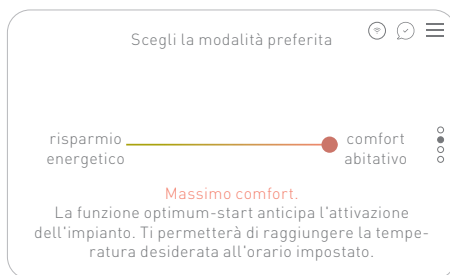 Scegli la modalità preferita
risparmio
energetico
comfort
abitativo
Massimo comfort.
La funzione optimum-start anticipa l'attivazione
dell'impianto. Ti permetterà di raggiungere la tempe-
ratura desiderata all'orario impostato.